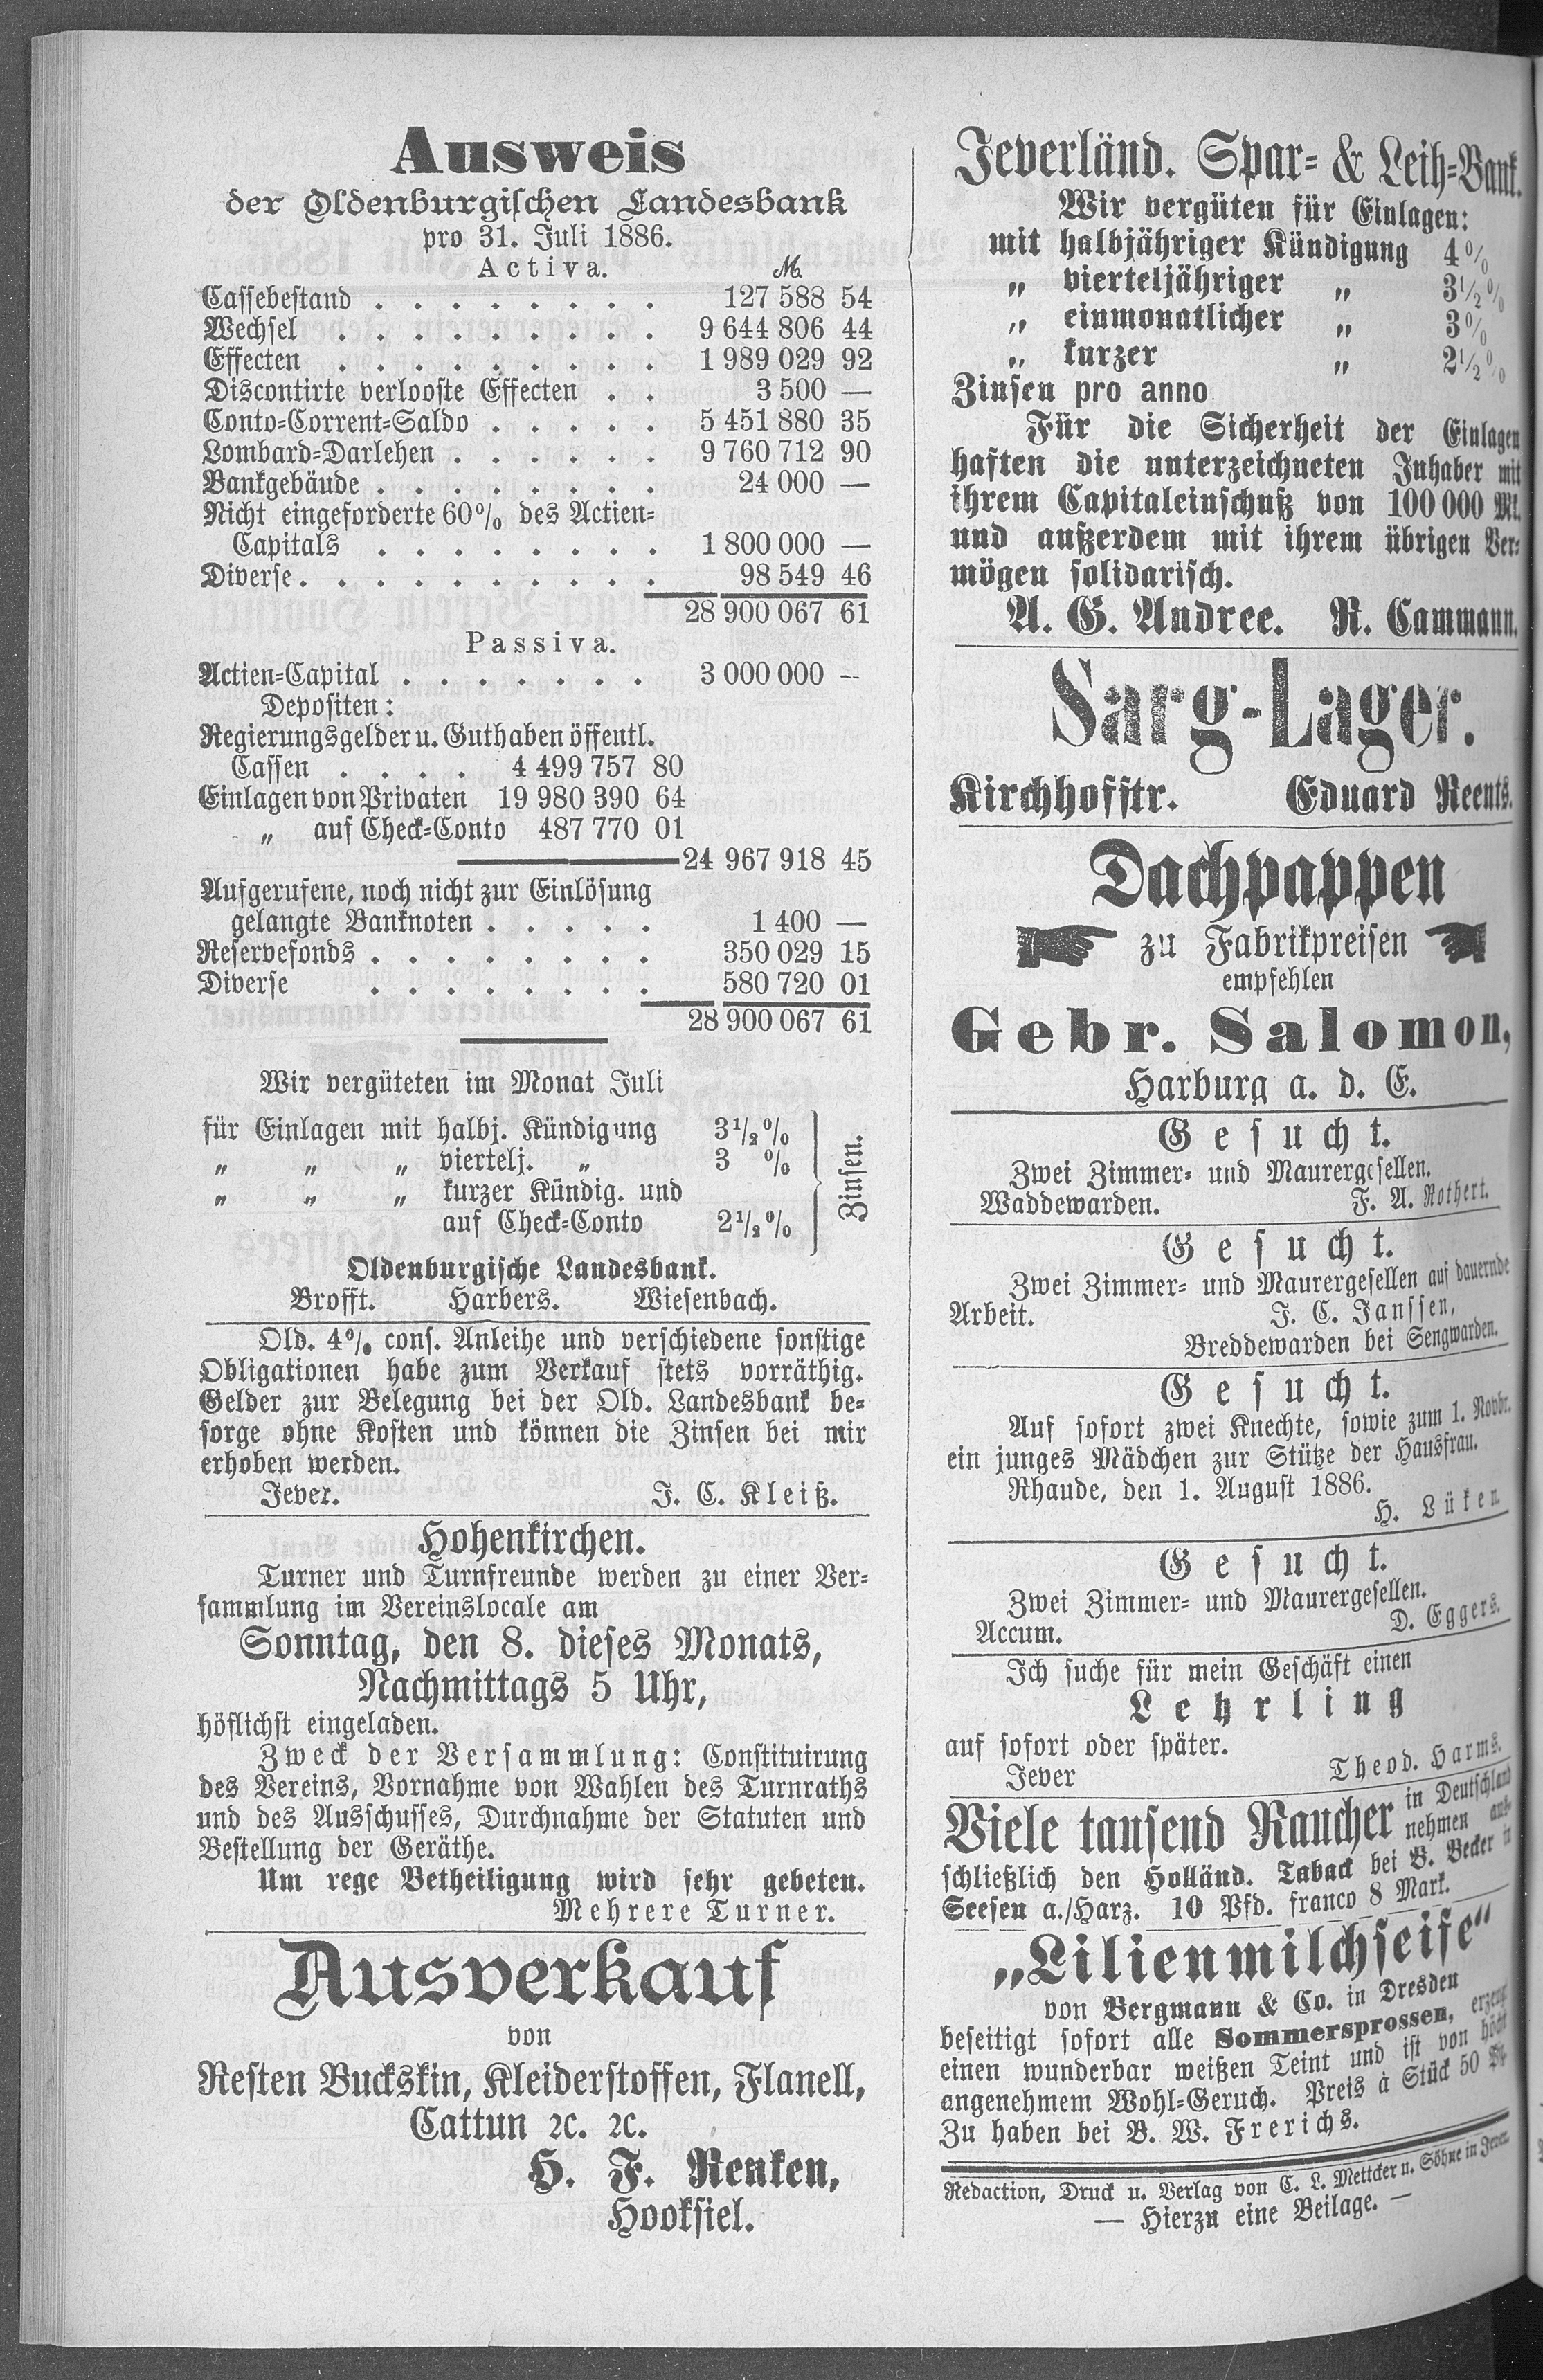 Ausweis
der Oldenburgischen Landesbank
pro 31. Juli 1886.
Activa. M.
Cassebestand . . . . . . . . 127 588 54
Wechsel . . . . . . . . . 9 644 806 44
Effecten . . . . . . . . . 1 989 029 92
Discontirte verlooste Effecten . . 3 500 —
Conto-Corrent-Saldo . . . . . . 5 451 880 35
Lombard-Darlehen . . . . . . . 9 760 712 90
Bankgebäude . . . . . . . . 24 000 —
Nicht eingeforderte 60% des Actien-
Capitals . . . . . . . . 1 800 000 —
Diverse . . . . . . . . . . 98 549 46
28 900 067 61
Passiva.
Actien-Capital . . . . . . . 3 000 000 —
Depositen:
Regierungsgelder u. Guthaben öffentl.
Cassen . . . . 4 499 757 80
Einlagen von Privaten 19 980 390 64
„ auf Check-Conto 487 770 01
24 967 918 45
Aufgerufene, noch nicht zur Einlösung
gelangte Banknoten . . . . . 1 400 —
Reservefonds . . . . . . . . 350 029 15
Diverse . . . . . . . . 580 720 01
28 900 067 61
Wir vergüteten im Monat Juli
für Einlagen mit halbj. Kündigung 3½%
„ „ „ viertelj. „ 3 %
„ „ „ kurzer Kündig. und
auf Check-Conto 2½%
Zinsen.
Oldenburgische Landesbank.
Brofft. Harbers. Wiesenbach.
Old. 4% cons. Anleihe und verschiedene sonstige
Obligationen habe zum Verkauf stets vorräthig.
Gelder zur Belegung bei der Old. Landesbank be-
sorge ohne Kosten und können die Zinsen bei mir
erhoben werden.
Jever. J. C. Kleiß.
Hohenkirchen.
Turner und Turnfreunde werden zu einer Ver-
sammlung im Vereinslocale am
Sonntag, den 8. dieses Monats,
Nachmittags 5 Uhr,
höflichst eingeladen.
Zweck der Versammlung: Constituirung
des Vereins, Vornahme von Wahlen des Turnraths
und des Ausschusses, Durchnahme der Statuten und
Bestellung der Geräthe.
Um rege Betheiligung wird sehr gebeten.
Mehrere Turner.
Ausverkauf
von
Resten Buckskin, Kleiderstoffen, Flanell,
Cattun ꝛc. ꝛc.
H. F. Renken,
Hooksiel.
Jeverländ. Spar- & Leih-Bank.
Wir vergüten für Einlagen:
mit halbjähriger Kündigung 4%
„ vierteljähriger „ 3½%
„ einmonatlicher „ 3%
„ kurzer „ 2½%
Zinsen pro anno.
Für die Sicherheit der Einlagen
haften die unterzeichneten Inhaber mit
ihrem Capitaleinschuß von 100 000 M.
und außerdem mit ihrem übrigen Ver-
mögen solidarisch.
A. G. Andree. R. Cammann.
Sarg-Lager.
Kirchhofstr. Eduard Reents.
Dachpappen
zu Fabrikpreisen
empfehlen
Gebr. Salomon,
Harburg a. d. E.
Gesucht.
Zwei Zimmer- und Maurergesellen.
Waddewarden. F. A. Rothert.
Gesucht.
Zwei Zimmer- und Maurergesellen auf dauernde
Arbeit. J. C. Janssen,
Breddewarden bei Sengwarden.
Gesucht.
Auf sofort zwei Knechte, sowie zum 1. Novbr.
ein junges Mädchen zur Stütze der Hausfrau.
Rhaude, den 1. August 1886.
H. Lüken.
Gesucht.
Zwei Zimmer- und Maurergesellen.
Accum. D. Eggers.
Ich suche für mein Geschäft einen
Lehrling
auf sofort oder später.
Jever Theod. Harms.
Viele tausend Raucher in Deutschland
nehmen aus-
schließlich den Holländ. Taback bei B. Becker in
Seesen a./Harz. 10 Pfd. franco 8 Mark.
„Lilienmilchseife“
von Bergmann & Co. in Dresden
beseitigt sofort alle Sommersprossen, erzeugt
einen wunderbar weißen Teint und ist von höchst
angenehmem Wohl-Geruch. Preis à Stück 50 Pf.
Zu haben bei B. W. Frerichs.
Redaction, Druck u. Verlag von C. L. Mettcker u. Söhne in Jever.
— Hierzu eine Beilage. —